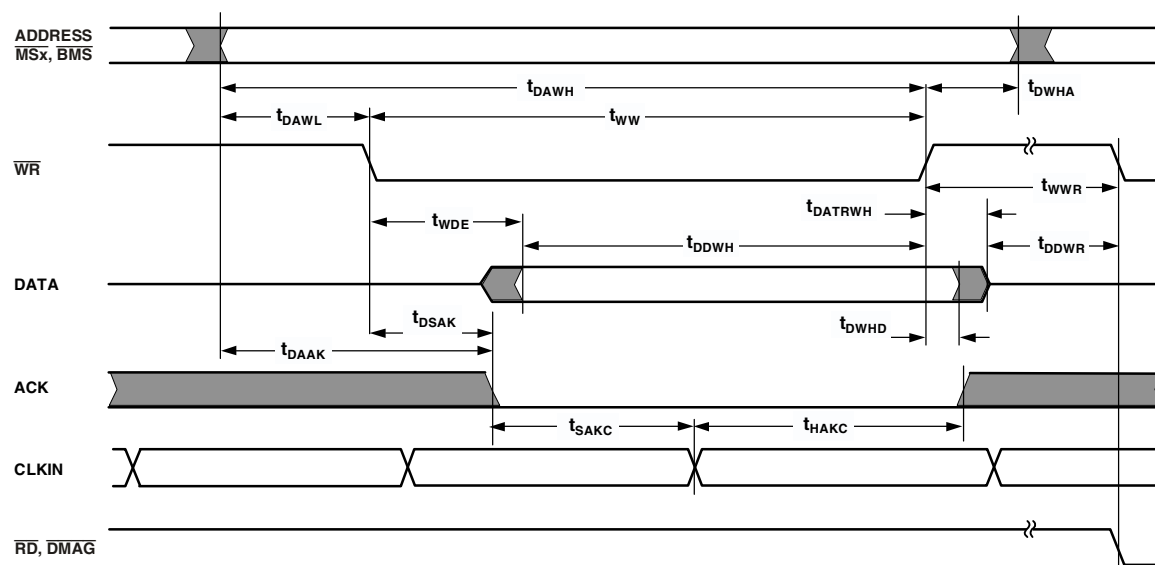 ADDRESS
MSx, BMS
tDAWH
tDWHA
tDAWL
tWW
WR
tWWR
tDATRWH
tWDE
tDDWH
tDDWR
DATA
tDSAK
tDWHD
tDAAK
ACK
tSAKC
tHAKC
CLKIN
RD, DMAG